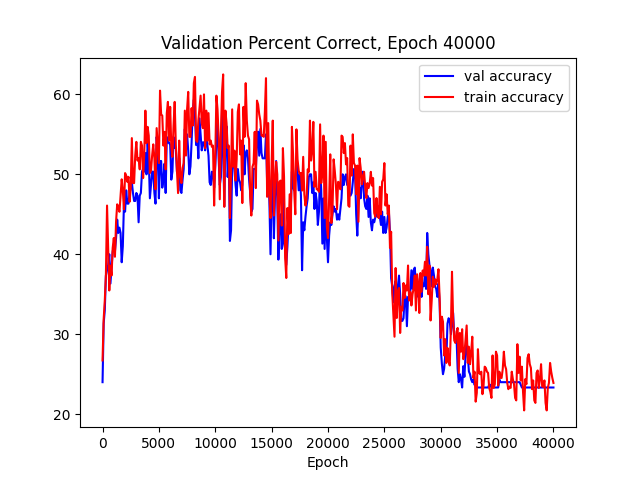 Validation Percent Correct, Epoch 40000
val accuracy
train accuracy
60
50
40
30
20
0 5000 10000 15000 20000 25000 30000 35000 40000
Epoch